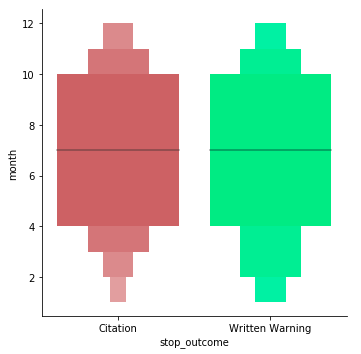 12
10
8
6
4
2
month
Citation
Written Warning
stop_outcome